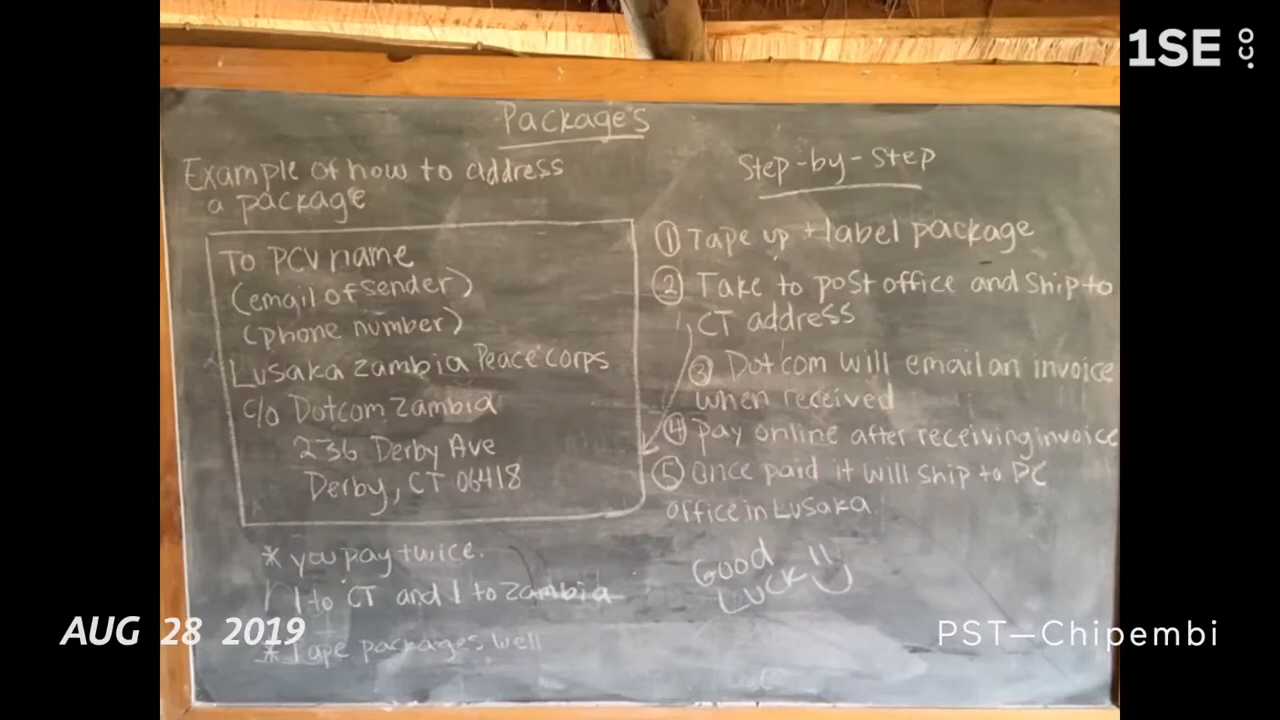 1SE.co
Packages
Example of how to address
a package
To PCV name
(email of sender)
(phone number)
Lusaka Zambia Peace corps
c/o Dotcom Zambia
236 Derby Ave
Derby, CT 06418
* you pay twice.
1 to CT and 1 to Zambia
* Tape packages well
Step-by-Step
① Tape up + label package
② Take to post office and ship to
CT address
③ Dotcom will email an invoice
when received
④ pay online after receiving invoice
⑤ once paid it will ship to PC
office in Lusaka
Good
Luck!!
AUG 28 2019
PST—Chipembi